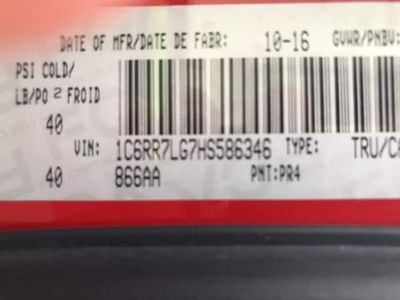 DATE OF MFR/DATE DE FABR: 10-16 GVWR/PNBV:
PSI COLD/
LB/PO 2 FROID
40
VIN: 1C6RR7LG7HS586346 TYPE: TRU/CA
40 866AA PNT:PR4